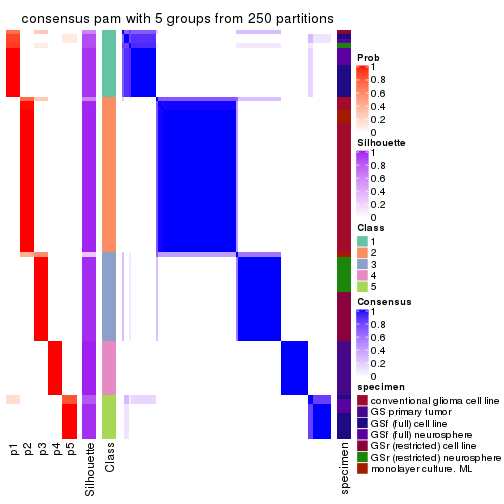 consensus pam with 5 groups from 250 partitions
Prob
1
0.8
0.6
0.4
0.2
0
Silhouette
1
0.8
0.6
0.4
0.2
0
Class
1
2
3
4
5
Consensus
1
0.8
0.6
0.4
0.2
0
specimen
conventional glioma cell line
GS primary tumor
GSf (full) cell line
GSf (full) neurosphere
GSr (restricted) cell line
GSr (restricted) neurosphere
monolayer culture. ML
p1
p2
p3
p4
p5
Silhouette
Class
specimen